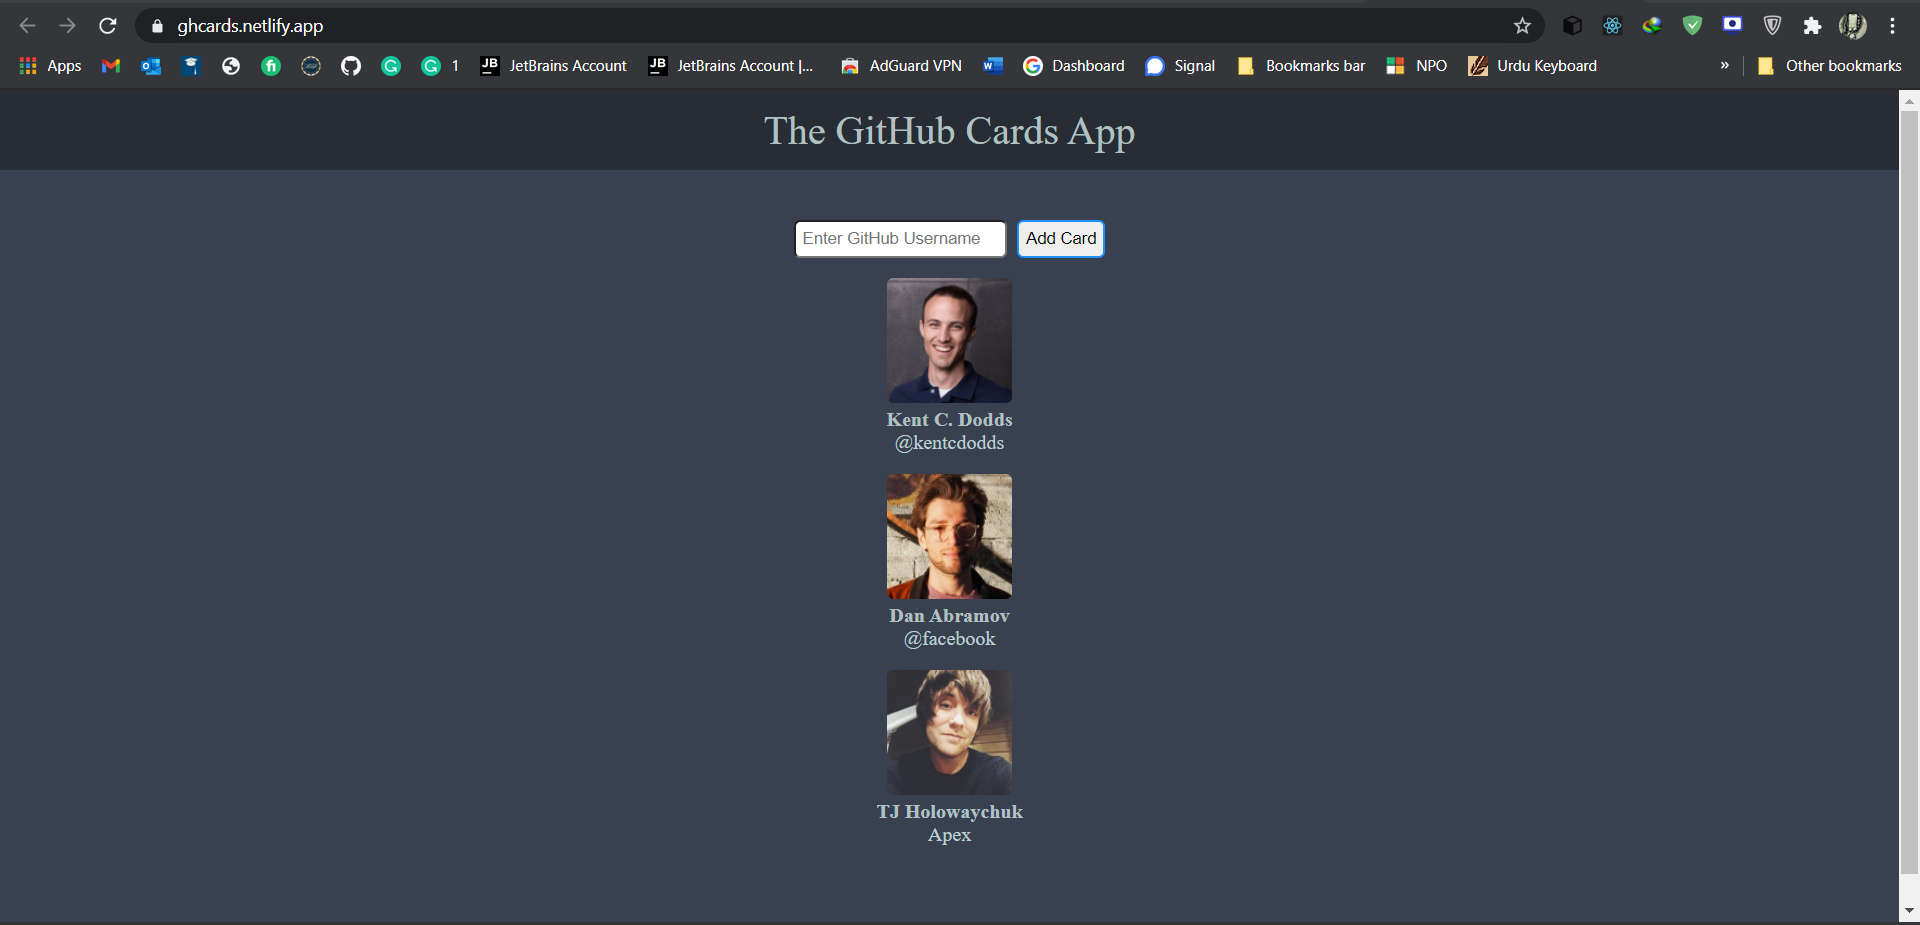 ghcards.netlify.app
Apps 1 JB JetBrains Account JB JetBrains Account |... AdGuard VPN Dashboard Signal Bookmarks bar NPO Urdu Keyboard » Other bookmarks
The GitHub Cards App
Enter GitHub Username Add Card
Kent C. Dodds
@kentcdodds
Dan Abramov
@facebook
TJ Holowaychuk
Apex